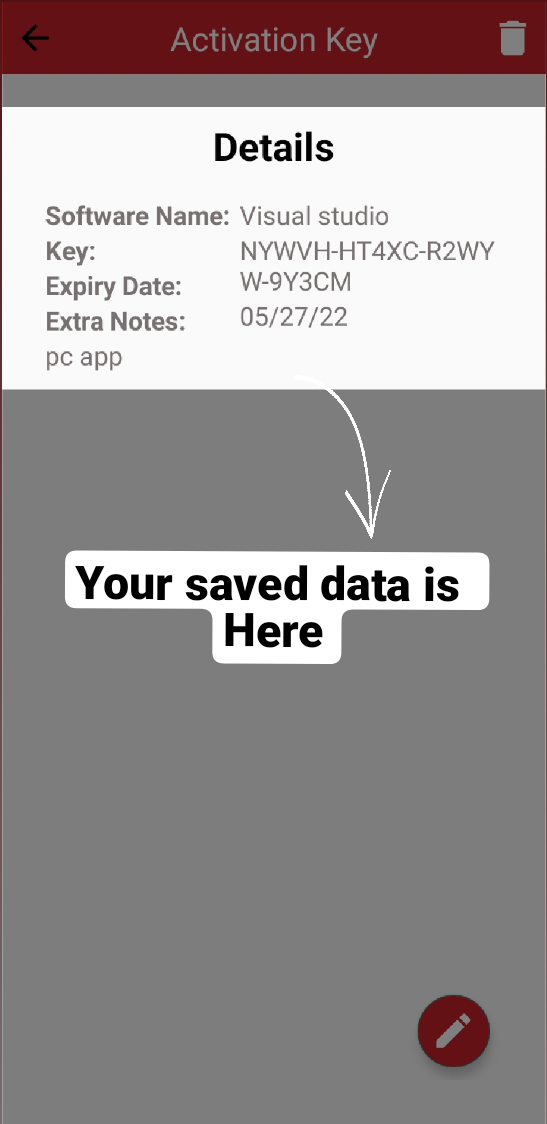 Activation Key
Details
Software Name: Visual studio
Key: NYWVH-HT4XC-R2WY
W-9Y3CM
Expiry Date:
05/27/22
Extra Notes:
pc app
Your saved data is
Here